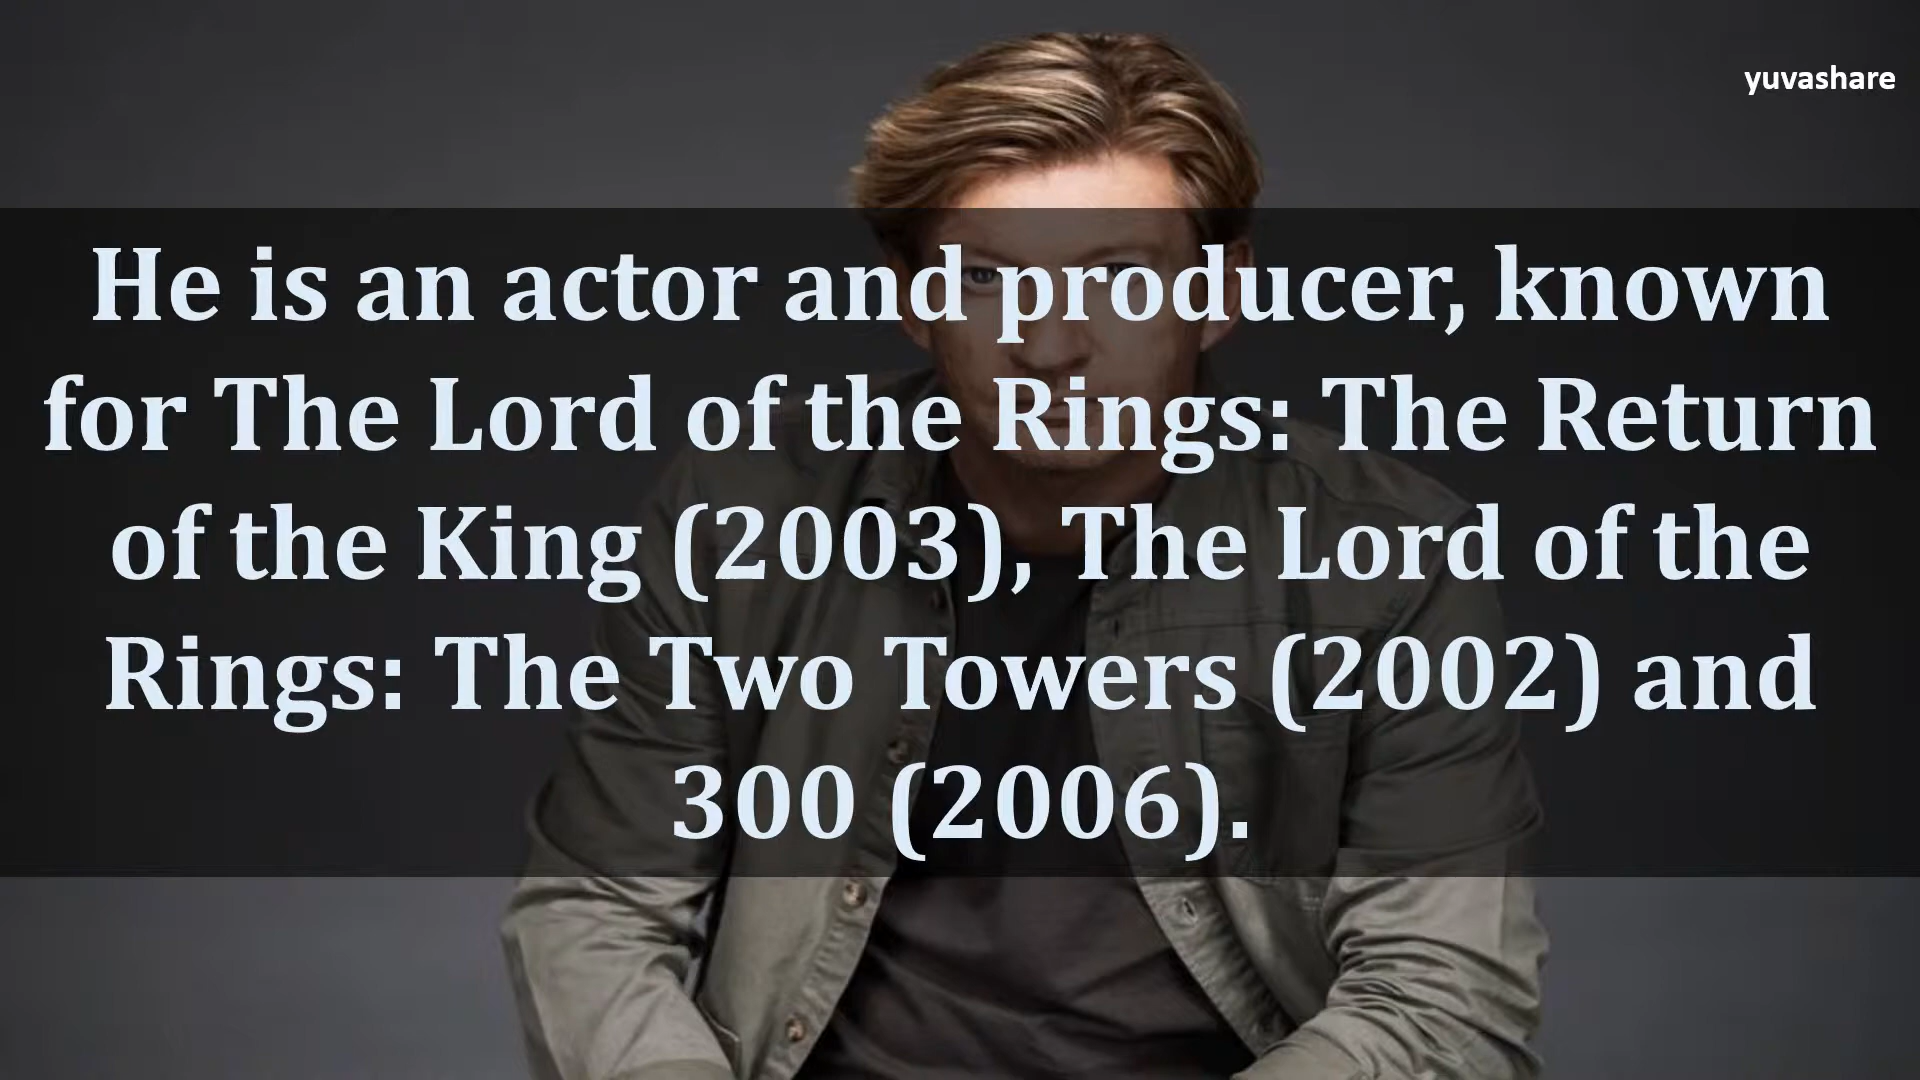 yuvashare
He is an actor and producer, known
for The Lord of the Rings: The Return
of the King (2003), The Lord of the
Rings: The Two Towers (2002) and
300 (2006).